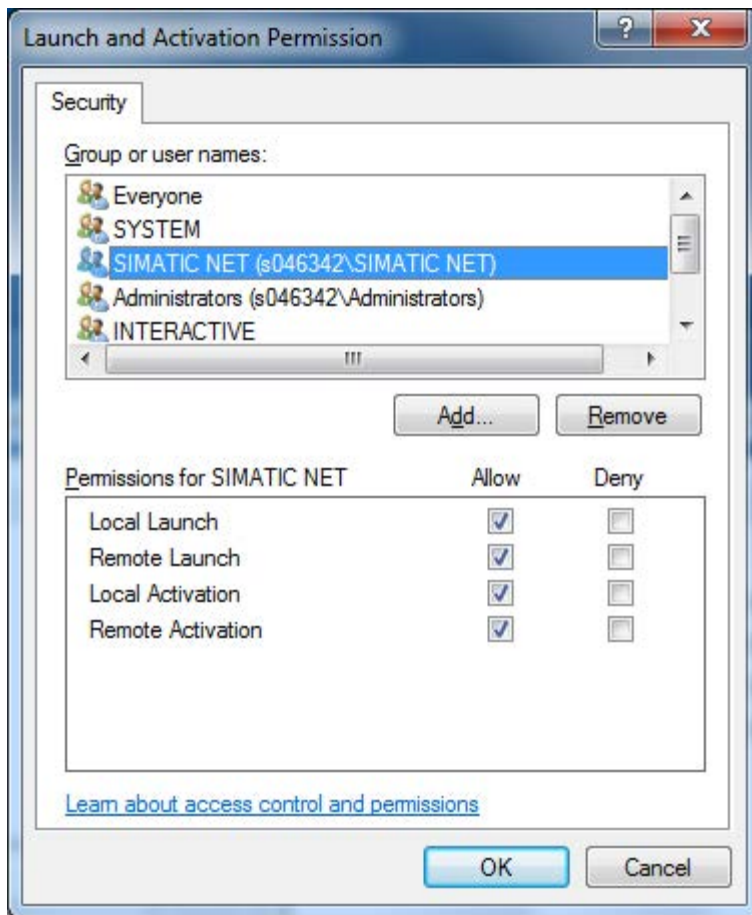 Launch and Activation Permission
Security
Group or user names:
Everyone
SYSTEM
SIMATIC NET (s046342\SIMATIC NET)
Administrators (s046342\Administrators)
INTERACTIVE
Add...
Remove
Permissions for SIMATIC NET Allow Deny
Local Launch
Remote Launch
Local Activation
Remote Activation
Learn about access control and permissions
OK
Cancel